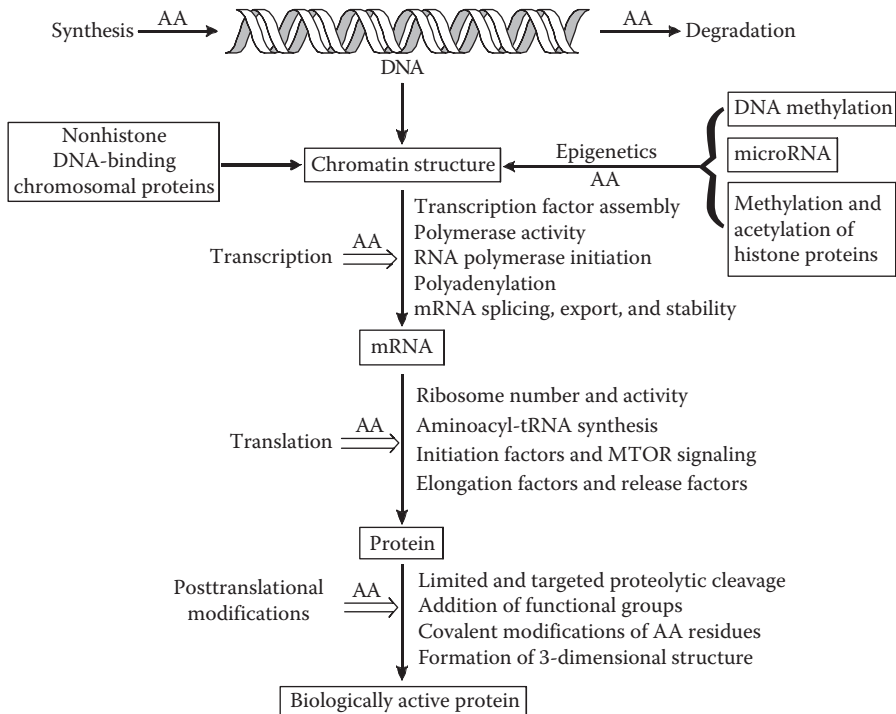 AA
AA
Synthesis
Degradation
DNA
DNA methylation
Nonhistone
DNA-binding
chromosomal proteins
Chromatin structure
Epigenetics
AA
microRNA
Methylation and
acetylation of
histone proteins
Transcription factor assembly
Polymerase activity
RNA polymerase initiation
Polyadenylation
mRNA splicing, export, and stability
Transcription
AA
mRNA
Ribosome number and activity
Aminoacyl-tRNA synthesis
Initiation factors and MTOR signaling
Elongation factors and release factors
Translation
AA
Protein
Posttranslational
modifications
AA
Limited and targeted proteolytic cleavage
Addition of functional groups
Covalent modifications of AA residues
Formation of 3-dimensional structure
Biologically active protein